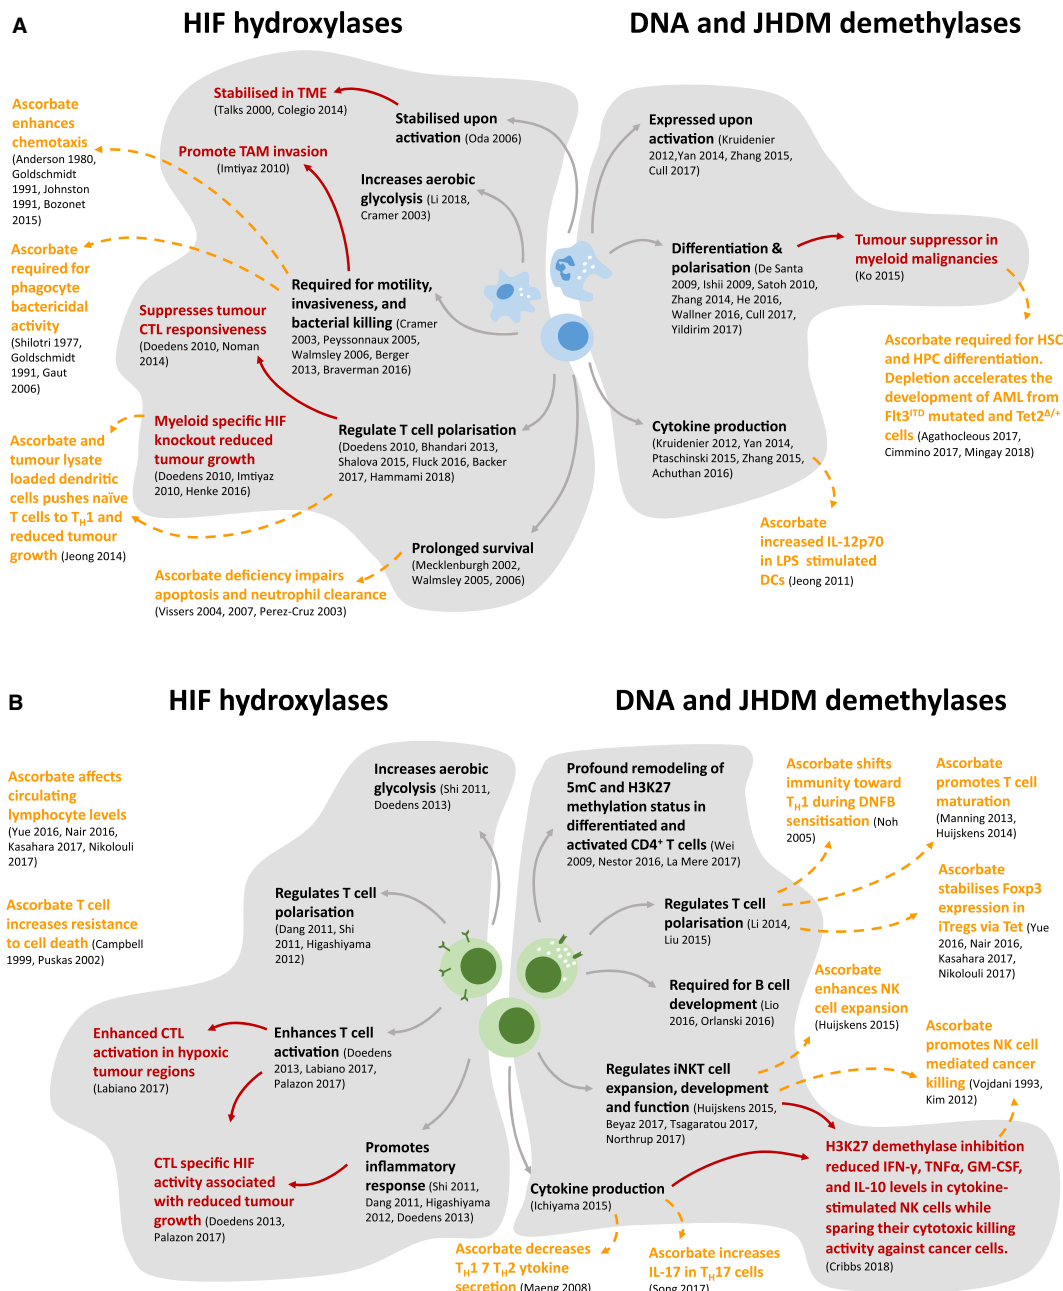 A
HIF hydroxylases
DNA and JHDM demethylases
Ascorbate
enhances
chemotaxis
(Anderson 1980,
Goldschmidt
1991, Johnston
1991, Bozonet
2015)
Ascorbate
required for
phagocyte
bactericidal
activity
(Shilotri 1977,
Goldschmidt
1991, Gaut
2006)
Ascorbate and
tumour lysate
loaded dendritic
cells pushes naïve
T cells to TH1 and
reduced tumour
growth (Jeong 2014)
Stabilised in TME
(Talks 2000, Colegio 2014)
Stabilised upon
activation (Oda 2006)
Promote TAM invasion
(Imtiyaz 2010)
Increases aerobic
glycolysis (Li 2018,
Cramer 2003)
Required for motility,
invasiveness, and
bacterial killing (Cramer
2003, Peyssonnaux 2005,
Walmsley 2006, Berger
2013, Braverman 2016)
Suppresses tumour
CTL responsiveness
(Doedens 2010, Noman
2014)
Myeloid specific HIF
knockout reduced
tumour growth
(Doedens 2010, Imtiyaz
2010, Henke 2016)
Regulate T cell polarisation
(Doedens 2010, Bhandari 2013,
Shalova 2015, Fluck 2016, Backer
2017, Hammami 2018)
Prolonged survival
(Mecklenburgh 2002,
Walmsley 2005, 2006)
Ascorbate deficiency impairs
apoptosis and neutrophil clearance
(Vissers 2004, 2007, Perez-Cruz 2003)
Expressed upon
activation (Kruidenier
2012,Yan 2014, Zhang 2015,
Cull 2017)
Differentiation &
polarisation (De Santa
2009, Ishii 2009, Satoh 2010,
Zhang 2014, He 2016,
Wallner 2016, Cull 2017,
Yildirim 2017)
Tumour suppressor in
myeloid malignancies
(Ko 2015)
Ascorbate required for HSC
and HPC differentiation.
Depletion accelerates the
development of AML from
Flt3ITD mutated and Tet2Δ/+
cells (Agathocleous 2017,
Cimmino 2017, Mingay 2018)
Cytokine production
(Kruidenier 2012, Yan 2014,
Ptaschinski 2015, Zhang 2015,
Achuthan 2016)
Ascorbate
increased IL-12p70
in LPS stimulated
DCs (Jeong 2011)
B
HIF hydroxylases
DNA and JHDM demethylases
Ascorbate affects
circulating
lymphocyte levels
(Yue 2016, Nair 2016,
Kasahara 2017, Nikolouli
2017)
Ascorbate T cell
increases resistance
to cell death (Campbell
1999, Puskas 2002)
Increases aerobic
glycolysis (Shi 2011,
Doedens 2013)
Regulates T cell
polarisation
(Dang 2011, Shi
2011, Higashiyama
2012)
Enhanced CTL
activation in hypoxic
tumour regions
(Labiano 2017)
Enhances T cell
activation (Doedens
2013, Labiano 2017,
Palazon 2017)
CTL specific HIF
activity associated
with reduced tumour
growth (Doedens 2013,
Palazon 2017)
Promotes
inflammatory
response (Shi 2011,
Dang 2011, Higashiyama
2012, Doedens 2013)
Profound remodeling of
5mC and H3K27
methylation status in
differentiated and
activated CD4+ T cells (Wei
2009, Nestor 2016, La Mere 2017)
Regulates T cell
polarisation (Li 2014,
Liu 2015)
Required for B cell
development (Lio
2016, Orlanski 2016)
Regulates iNKT cell
expansion, development
and function (Huijskens 2015,
Beyaz 2017, Tsagaratou 2017,
Northrup 2017)
Cytokine production
(Ichiyama 2015)
Ascorbate decreases
TH1 7 TH2 ytokine
secretion (Maeng 2008)
Ascorbate increases
IL-17 in TH17 cells
(Song 2017)
Ascorbate shifts
immunity toward
TH1 during DNFB
sensitisation (Noh
2005)
Ascorbate
promotes T cell
maturation
(Manning 2013,
Huijskens 2014)
Ascorbate
stabilises Foxp3
expression in
iTregs via Tet (Yue
2016, Nair 2016,
Kasahara 2017,
Nikolouli 2017)
Ascorbate
enhances NK
cell expansion
(Huijskens 2015)
Ascorbate
promotes NK cell
mediated cancer
killing (Vojdani 1993,
Kim 2012)
H3K27 demethylase inhibition
reduced IFN-γ, TNFα, GM-CSF,
and IL-10 levels in cytokine-
stimulated NK cells while
sparing their cytotoxic killing
activity against cancer cells.
(Cribbs 2018)